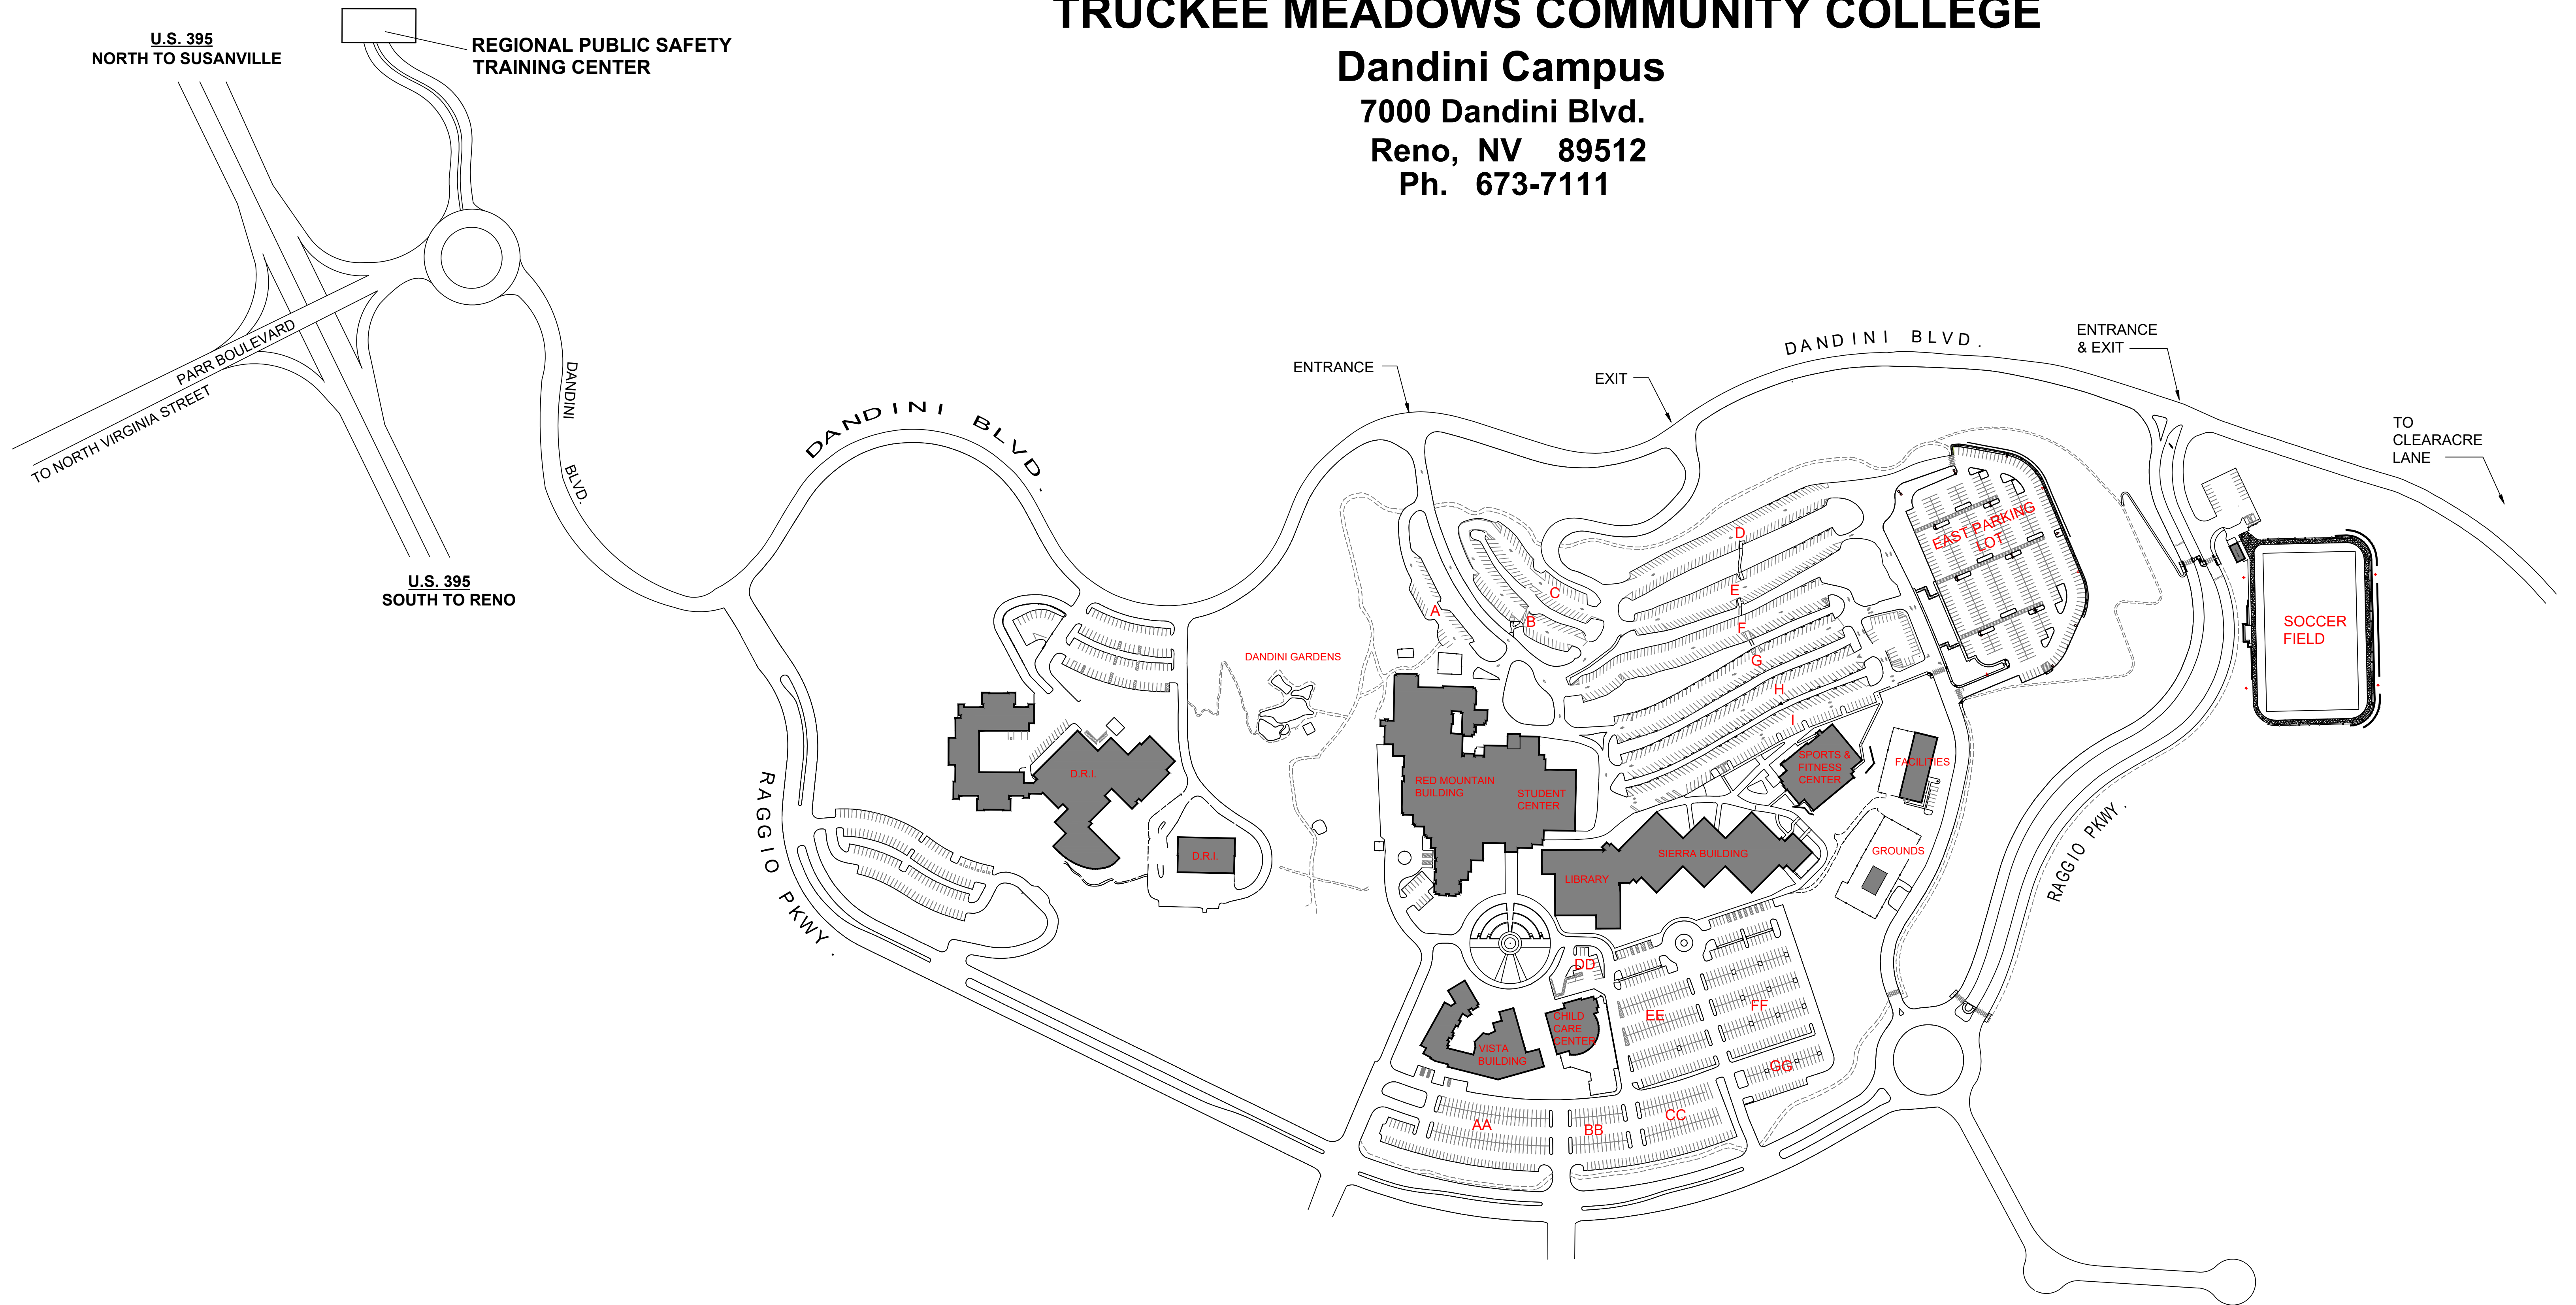 TRUCKEE MEADOWS COMMUNITY COLLEGE
Dandini Campus
7000 Dandini Blvd.
Reno, NV 89512
Ph. 673-7111
U.S. 395
NORTH TO SUSANVILLE
REGIONAL PUBLIC SAFETY
TRAINING CENTER
PARR BOULEVARD
TO NORTH VIRGINIA STREET
DANDINI
BLVD.
U.S. 395
SOUTH TO RENO
DANDINI BLVD.
ENTRANCE
EXIT
DANDINI BLVD.
ENTRANCE
& EXIT
TO
CLEARACRE
LANE
EAST PARKING
LOT
SOCCER
FIELD
A
B
C
D
E
F
G
H
I
DANDINI GARDENS
D.R.I.
D.R.I.
RED MOUNTAIN
BUILDING
STUDENT
CENTER
SPORTS &
FITNESS
CENTER
FACILITIES
GROUNDS
SIERRA BUILDING
LIBRARY
RAGGIO PKWY.
RAGGIO PKWY.
DD
EE
FF
GG
CHILD
CARE
CENTER
VISTA
BUILDING
AA
BB
CC